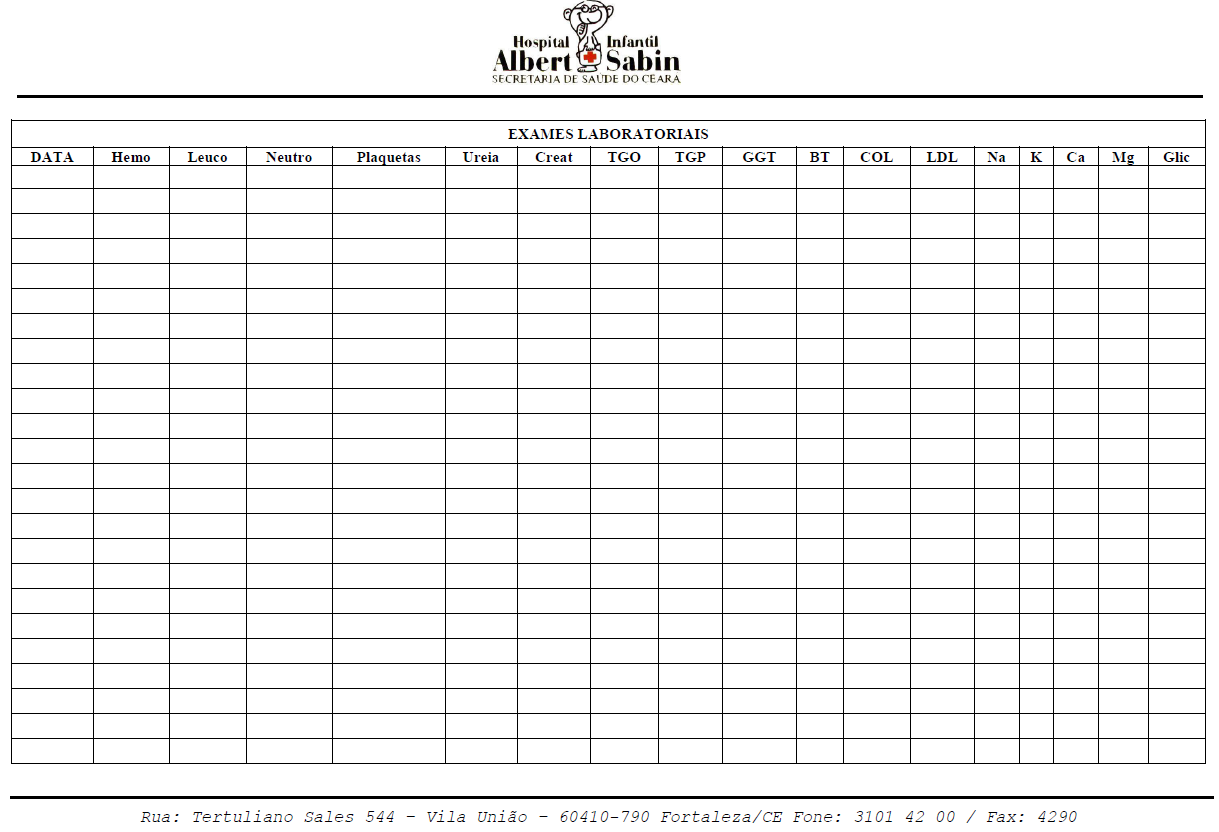 Hospital Infantil
Albert Sabin
SECRETARIA DE SAÚDE DO CEARA
EXAMES LABORATORIAIS
DATA Hemo Leuco Neutro Plaquetas Ureia Creat TGO TGP GGT BT COL LDL Na K Ca Mg Glic
Rua: Tertuliano Sales 544 – Vila União – 60410-790 Fortaleza/CE Fone: 3101 42 00 / Fax: 4290